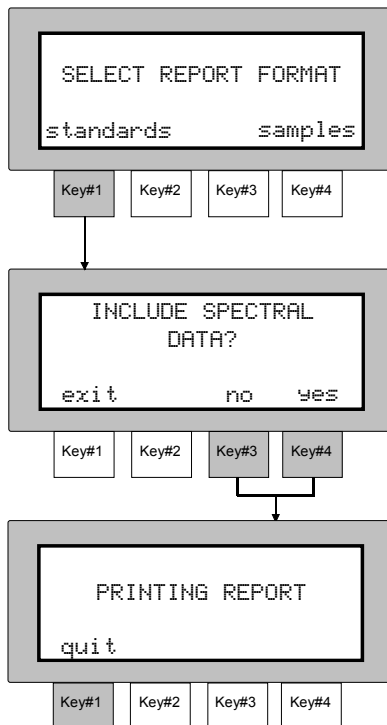 SELECT REPORT FORMAT
standards samples
Key#1 Key#2 Key#3 Key#4
INCLUDE SPECTRAL
DATA?
exit no yes
Key#1 Key#2 Key#3 Key#4
PRINTING REPORT
quit
Key#1 Key#2 Key#3 Key#4